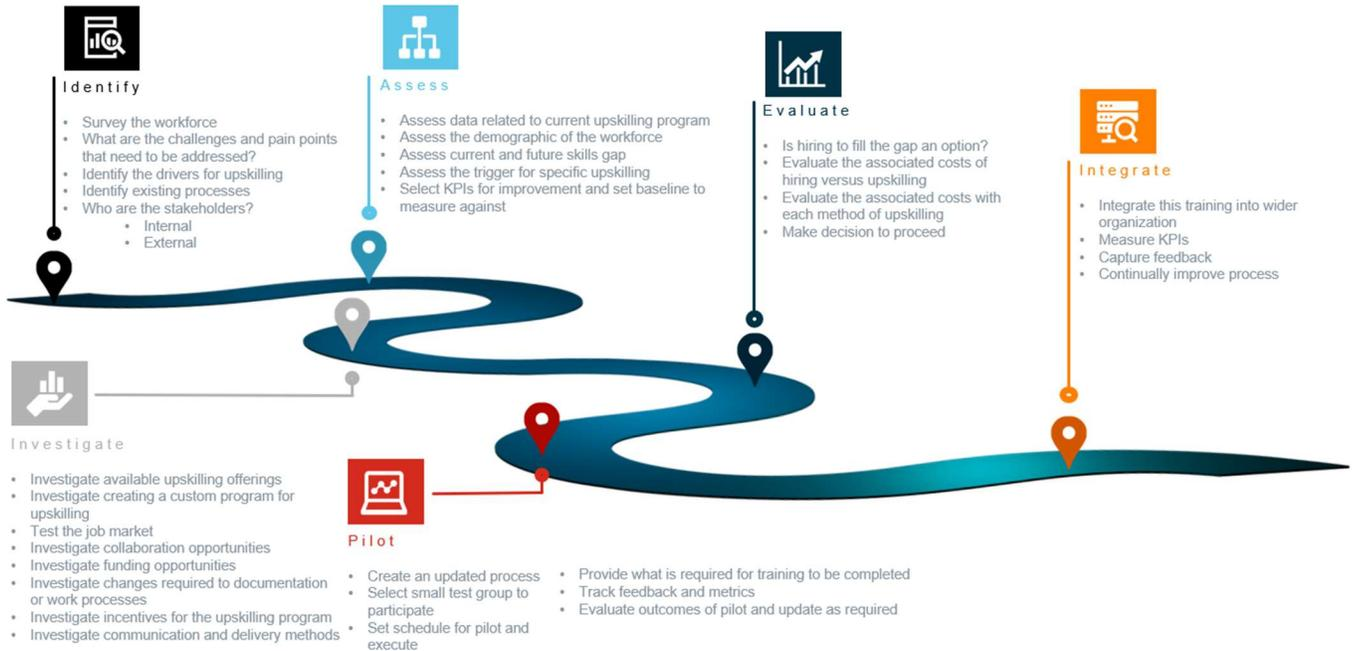 Identify
Survey the workforce
What are the challenges and pain points
that need to be addressed?
Identify the drivers for upskilling
Identify existing processes
Who are the stakeholders?
Internal
External
Assess
Assess data related to current upskilling program
Assess the demographic of the workforce
Assess current and future skills gap
Assess the trigger for specific upskilling
Select KPIs for improvement and set baseline to
measure against
Evaluate
Is hiring to fill the gap an option?
Evaluate the associated costs of
hiring versus upskilling
Evaluate the associated costs with
each method of upskilling
Make decision to proceed
Integrate
Integrate this training into wider
organization
Measure KPIs
Capture feedback
Continually improve process
Investigate
Investigate available upskilling offerings
Investigate creating a custom program for
upskilling
Test the job market
Investigate collaboration opportunities
Investigate funding opportunities
Investigate changes required to documentation
or work processes
Investigate incentives for the upskilling program
Investigate communication and delivery methods
Pilot
Create an updated process
Select small test group to
participate
Set schedule for pilot and
execute
Provide what is required for training to be completed
Track feedback and metrics
Evaluate outcomes of pilot and update as required